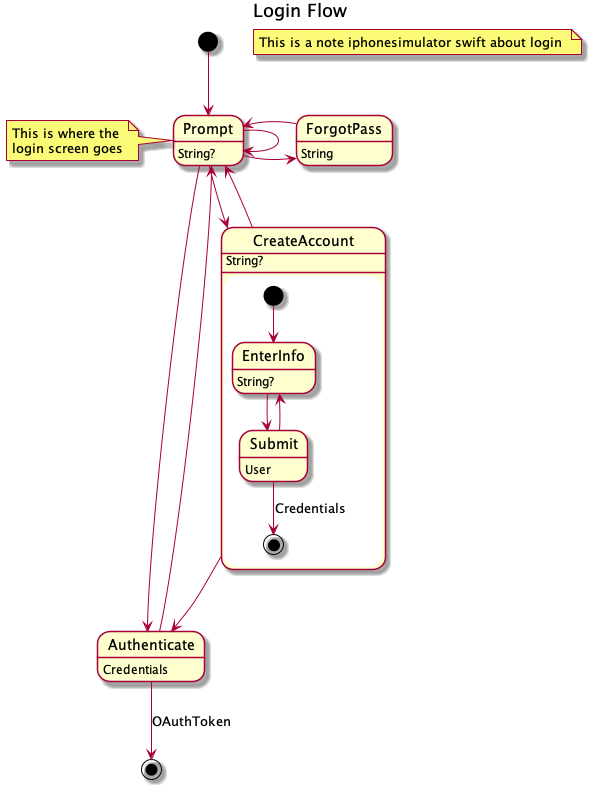 Login Flow
This is a note iphonesimulator swift about login
This is where the
login screen goes
Prompt
String?
ForgotPass
String
CreateAccount
String?
EnterInfo
String?
Submit
User
Credentials
Authenticate
Credentials
OAuthToken